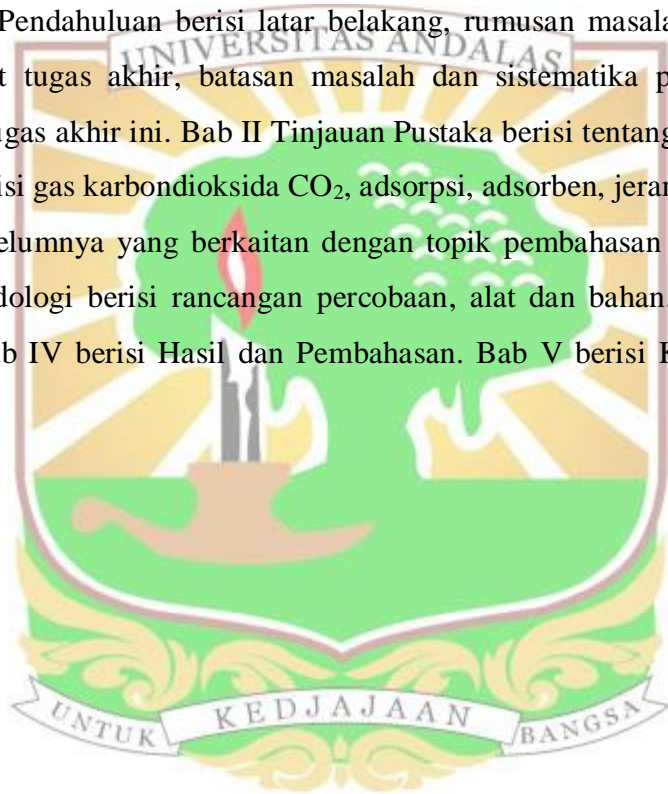 Pendahuluan berisi latar belakang, rumusan masala
UNIVERSITAS ANDALAS
t tugas akhir, batasan masalah dan sistematika p
ugas akhir ini. Bab II Tinjauan Pustaka berisi tentang
isi gas karbondioksida CO₂, adsorpsi, adsorben, jeran
elumnya yang berkaitan dengan topik pembahasan
dologi berisi rancangan percobaan, alat dan bahan.
ab IV berisi Hasil dan Pembahasan. Bab V berisi K
UNTUK KEDJAJAAN BANGSA